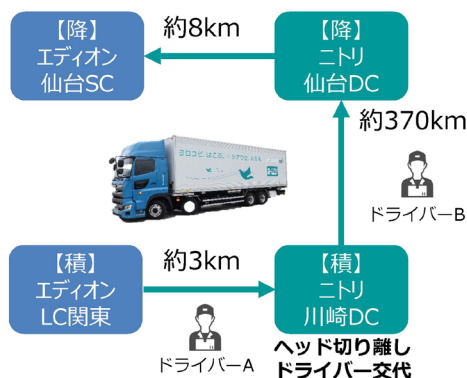 【降】
エディオン
仙台SC
約8km
【降】
ニトリ
仙台DC
約370km
ドライバーB
【積】
エディオン
LC関東
約3km
ドライバーA
【積】
ニトリ
川崎DC
ヘッド切り離し
ドライバー交代